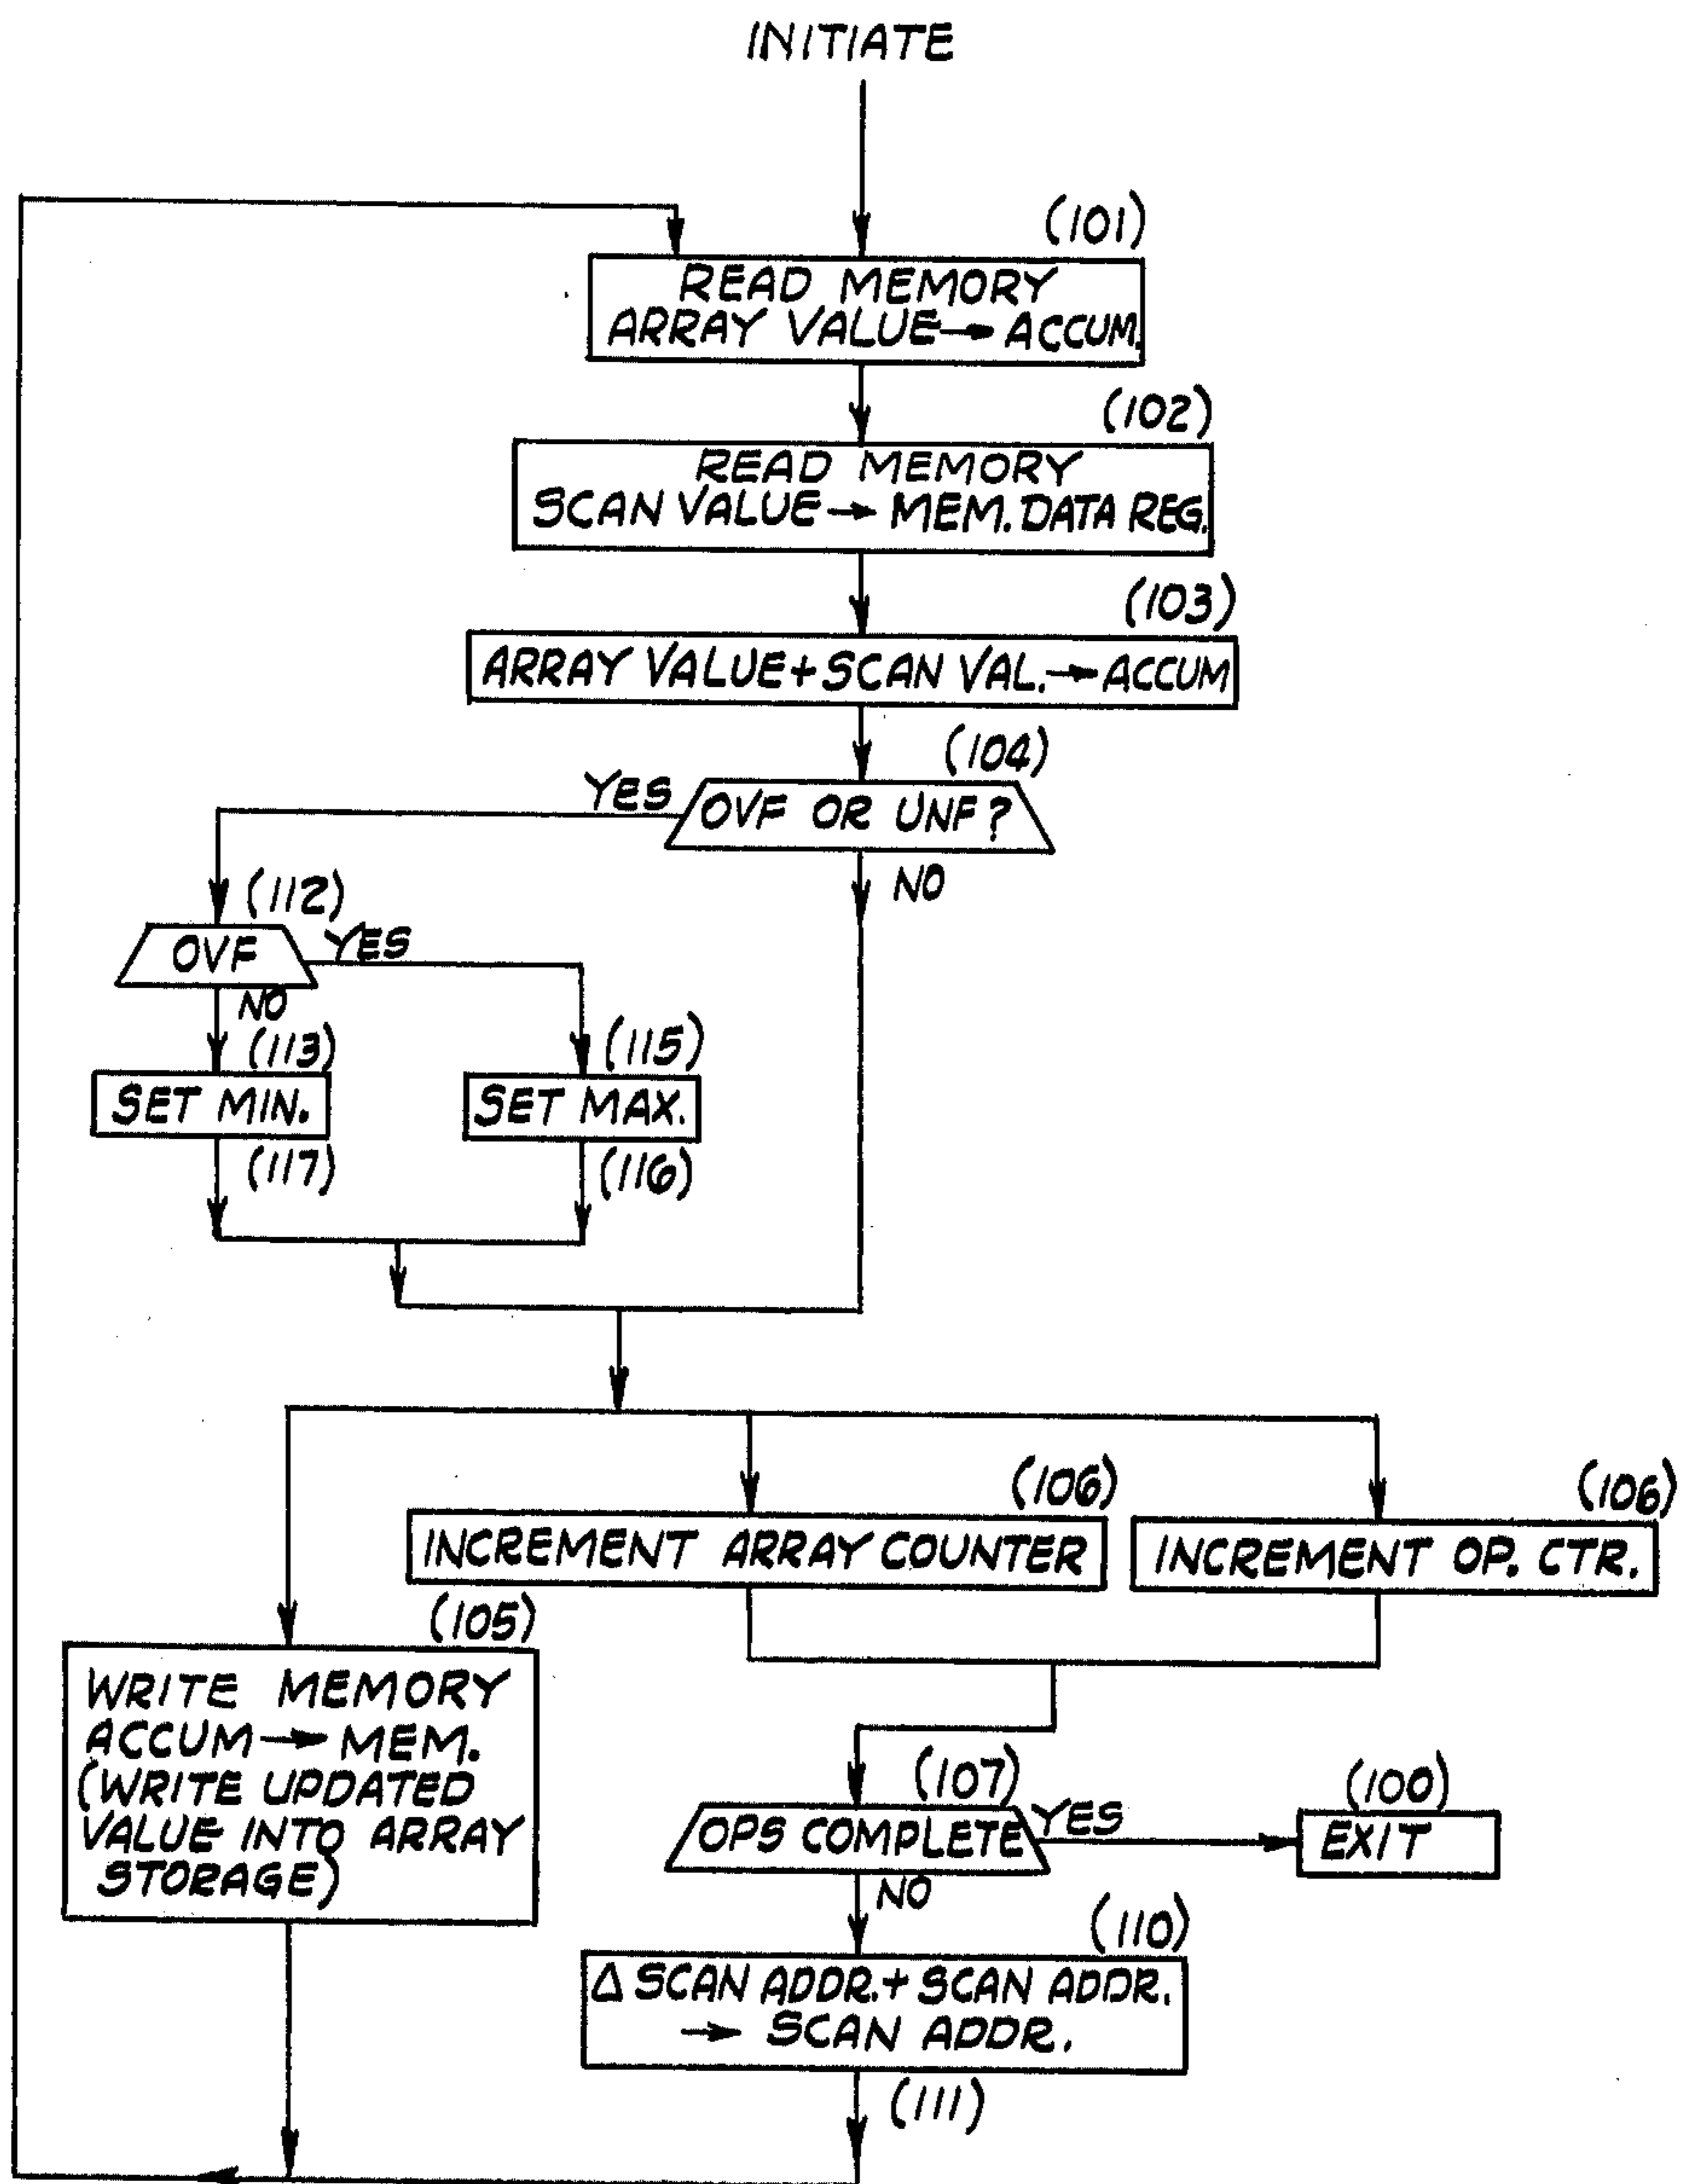 INITIATE
(101)
READ MEMORY
ARRAY VALUE → ACCUM.
(102)
READ MEMORY
SCAN VALUE → MEM. DATA REG.
(103)
ARRAY VALUE + SCAN VAL. → ACCUM
(104)
YES
OVF OR UNF?
NO
(112)
OVF
YES
NO
(113)
(115)
SET MIN.
SET MAX.
(117)
(116)
(106)
(106)
INCREMENT ARRAY COUNTER
INCREMENT OP. CTR.
(105)
WRITE MEMORY
ACCUM → MEM.
(WRITE UPDATED
VALUE INTO ARRAY
STORAGE)
(107)
OPS COMPLETE
YES
(100)
EXIT
NO
(110)
Δ SCAN ADDR. + SCAN ADDR.
→ SCAN ADDR.
(111)